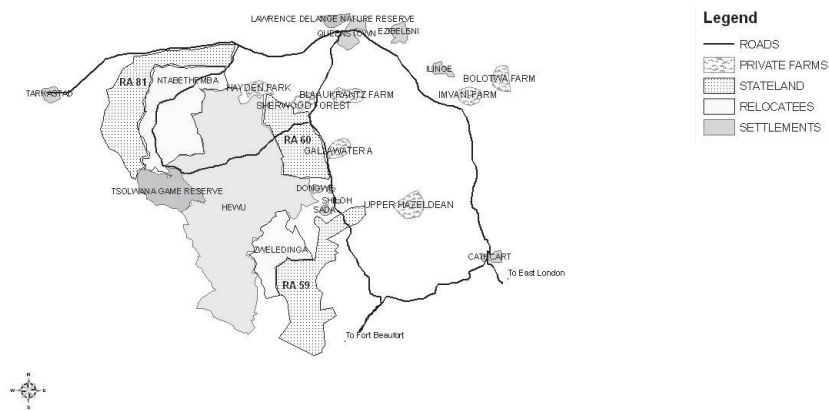 LAWRENCE DELANGE NATURE RESERVE
QUEENSTOWN
EZIBELENI
ILINGE
BOLOTWA FARM
IMVANI FARM
TARKASTAD
RA 81
NTABETHEMBA
HAYDEN PARK
BLAAUKRANTZ FARM
SHERWOOD FOREST
RA 60
GALLAWATER A
TSOLWANA GAME RESERVE
HEWU
DONGWE
SHILOH
SADA
UPPER HAZELDEAN
ZWELEDINGA
RA 59
CATHCART
To East London
To Fort Beaufort
N
W E
S
Legend
ROADS
PRIVATE FARMS
STATELAND
RELOCATEES
SETTLEMENTS